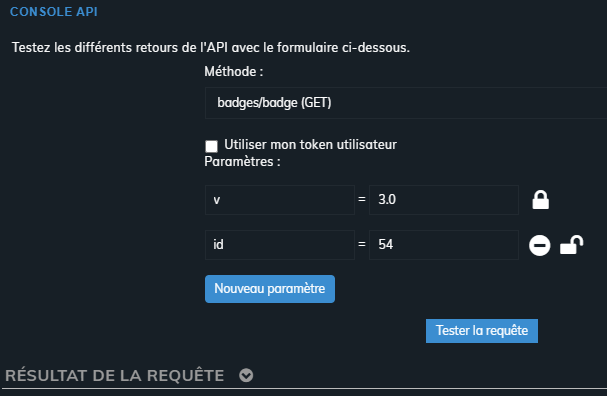 CONSOLE API
Testez les différents retours de l'API avec le formulaire ci-dessous.
Méthode :
badges/badge (GET)
Utiliser mon token utilisateur
Paramètres :
v = 3.0
id = 54
Nouveau paramètre
Tester la requête
RÉSULTAT DE LA REQUÊTE